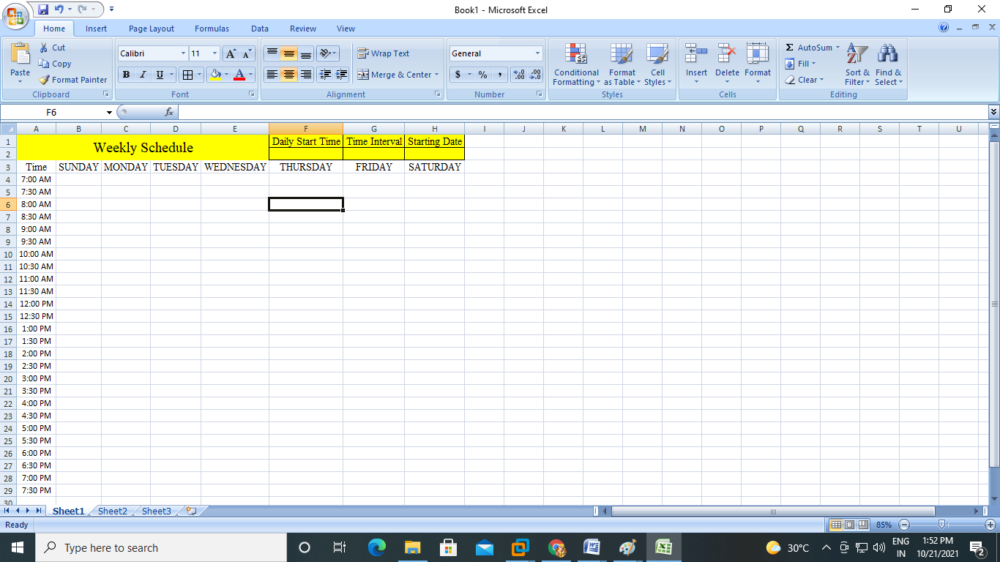 Book1 - Microsoft Excel
Home Insert Page Layout Formulas Data Review View
Cut
Copy
Format Painter
Paste
Clipboard
Calibri 11
B I U
Font
Wrap Text
Merge & Center
Alignment
General
$ % ,
Number
Conditional Formatting
Format as Table
Cell Styles
Styles
Insert Delete Format
Cells
Σ AutoSum
Fill
Clear
Sort & Filter
Find & Select
Editing
F6 fx
A B C D E F G H I J K L M N O P Q R S T U
1 Weekly Schedule Daily Start Time Time Interval Starting Date
2
3 Time SUNDAY MONDAY TUESDAY WEDNESDAY THURSDAY FRIDAY SATURDAY
4 7:00 AM
5 7:30 AM
6 8:00 AM
7 8:30 AM
8 9:00 AM
9 9:30 AM
10 10:00 AM
11 10:30 AM
12 11:00 AM
13 11:30 AM
14 12:00 PM
15 12:30 PM
16 1:00 PM
17 1:30 PM
18 2:00 PM
19 2:30 PM
20 3:00 PM
21 3:30 PM
22 4:00 PM
23 4:30 PM
24 5:00 PM
25 5:30 PM
26 6:00 PM
27 6:30 PM
28 7:00 PM
29 7:30 PM
30
Sheet1 Sheet2 Sheet3
Ready 85%
Type here to search
30°C
ENG
IN
1:52 PM
10/21/2021
2